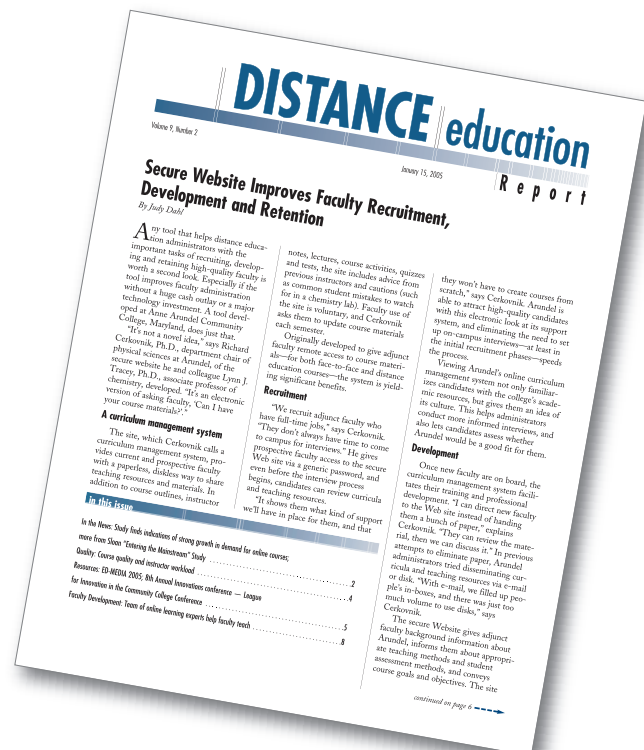 DISTANCE education
Report
Volume 9, Number 2
January 15, 2005
Secure Website Improves Faculty Recruitment,
Development and Retention
By Judy Dahl
Any tool that helps distance educa-
tion administrators with the
important tasks of recruiting, develop-
ing and retaining high-quality faculty is
worth a second look. Especially if the
tool improves faculty administration
without a huge cash outlay or a major
technology investment. A tool devel-
oped at Anne Arundel Community
College, Maryland, does just that.
"It's not a novel idea," says Richard
Cerkovnik, Ph.D., department chair of
physical sciences at Arundel, of the
secure website he and colleague Lynn J.
Tracey, Ph.D., associate professor of
chemistry, developed. "It's an electronic
version of asking faculty, 'Can I have
your course materials?'."
A curriculum management system
The site, which Cerkovnik calls a
curriculum management system, pro-
vides current and prospective faculty
with a paperless, diskless way to share
teaching resources and materials. In
addition to course outlines, instructor
notes, lectures, course activities, quizzes
and tests, the site includes advice from
previous instructors and cautions (such
as common student mistakes to watch
for in a chemistry lab). Faculty use of
the site is voluntary, and Cerkovnik
asks them to update course materials
each semester.
Originally developed to give adjunct
faculty remote access to course materi-
als—for both face-to-face and distance
education courses—the system is yield-
ing significant benefits.
Recruitment
"We recruit adjunct faculty who
have full-time jobs," says Cerkovnik.
"They don't always have time to come
to campus for interviews." He gives
prospective faculty access to the secure
Web site via a generic password, and
even before the interview process
begins, candidates can review curricula
and teaching resources.
"It shows them what kind of support
we'll have in place for them, and that
they won't have to create courses from
scratch," says Cerkovnik. Arundel is
able to attract high-quality candidates
with this electronic look at its support
system, and eliminating the need to set
up on-campus interviews—at least in
the initial recruitment phases—speeds
the process.
Viewing Arundel's online curriculum
management system not only familiar-
izes candidates with the college's acade-
mic resources, but gives them an idea of
its culture. This helps administrators
conduct more informed interviews, and
also lets candidates assess whether
Arundel would be a good fit for them.
Development
Once new faculty are on board, the
curriculum management system facili-
tates their training and professional
development. "I can direct new faculty
to the Web site instead of handing
them a bunch of paper," explains
Cerkovnik. "They can review the mate-
rial, then we can discuss it." In previous
attempts to eliminate paper, Arundel
administrators tried disseminating cur-
ricula and teaching resources via e-mail
or disk. "With e-mail, we filled up peo-
ple's in-boxes, and there was just too
much volume to use disks," says
Cerkovnik.
The secure Website gives adjunct
faculty background information about
Arundel, informs them about appropri-
ate teaching methods and student
assessment methods, and conveys
course goals and objectives. The site
continued on page 6
in this issue
In the News: Study finds indications of strong growth in demand for online courses;
more from Sloan "Entering the Mainstream" Study ........ 2
Quality: Course quality and instructor workload ........ 4
Resources: ED-MEDIA 2005; 8th Annual Innovations conference — League
for Innovation in the Community College Conference ........ 5
Faculty Development: Team of online learning experts help faculty teach ........ 8